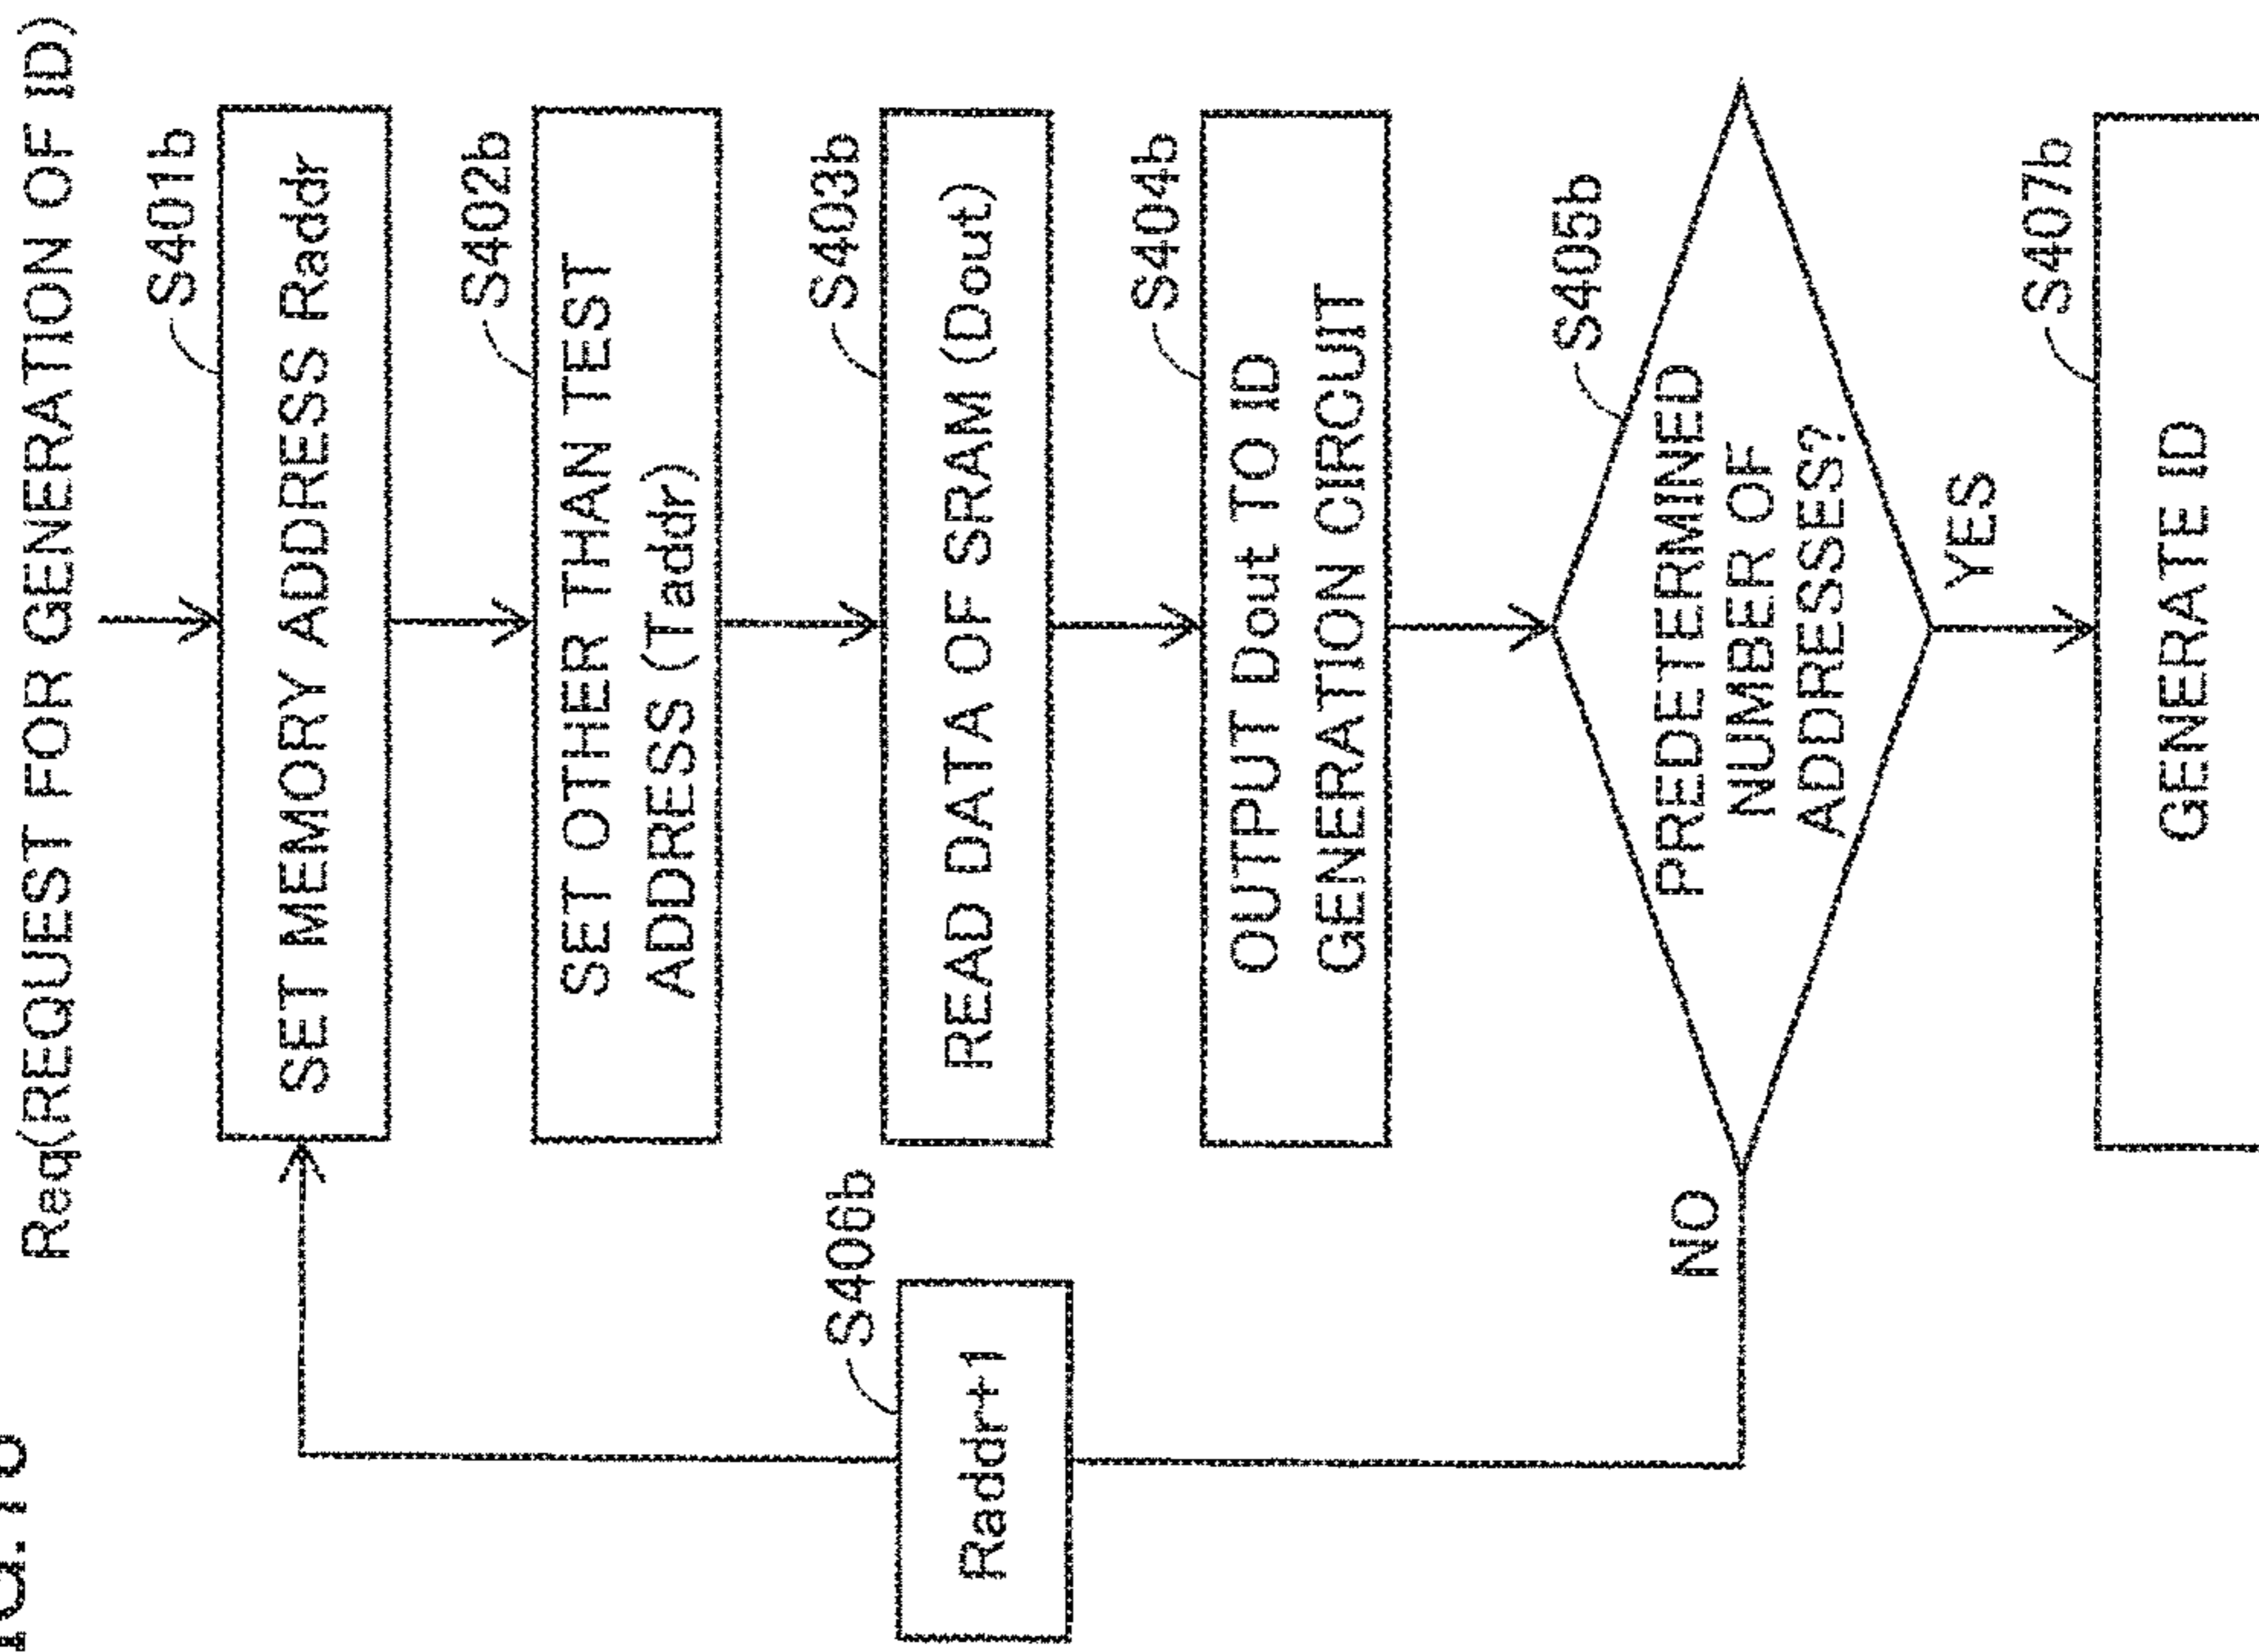 Req(REQUEST FOR GENERATION OF ID)
S401b
SET MEMORY ADDRESS Raddr
S402b
SET OTHER THAN TEST
ADDRESS (Taddr)
S403b
READ DATA OF SRAM (Dout)
S406b
Raddr+1
S404b
OUTPUT Dout TO ID
GENERATION CIRCUIT
S405b
PREDETERMINED
NUMBER OF
ADDRESSES?
NO
YES
S407b
GENERATE ID